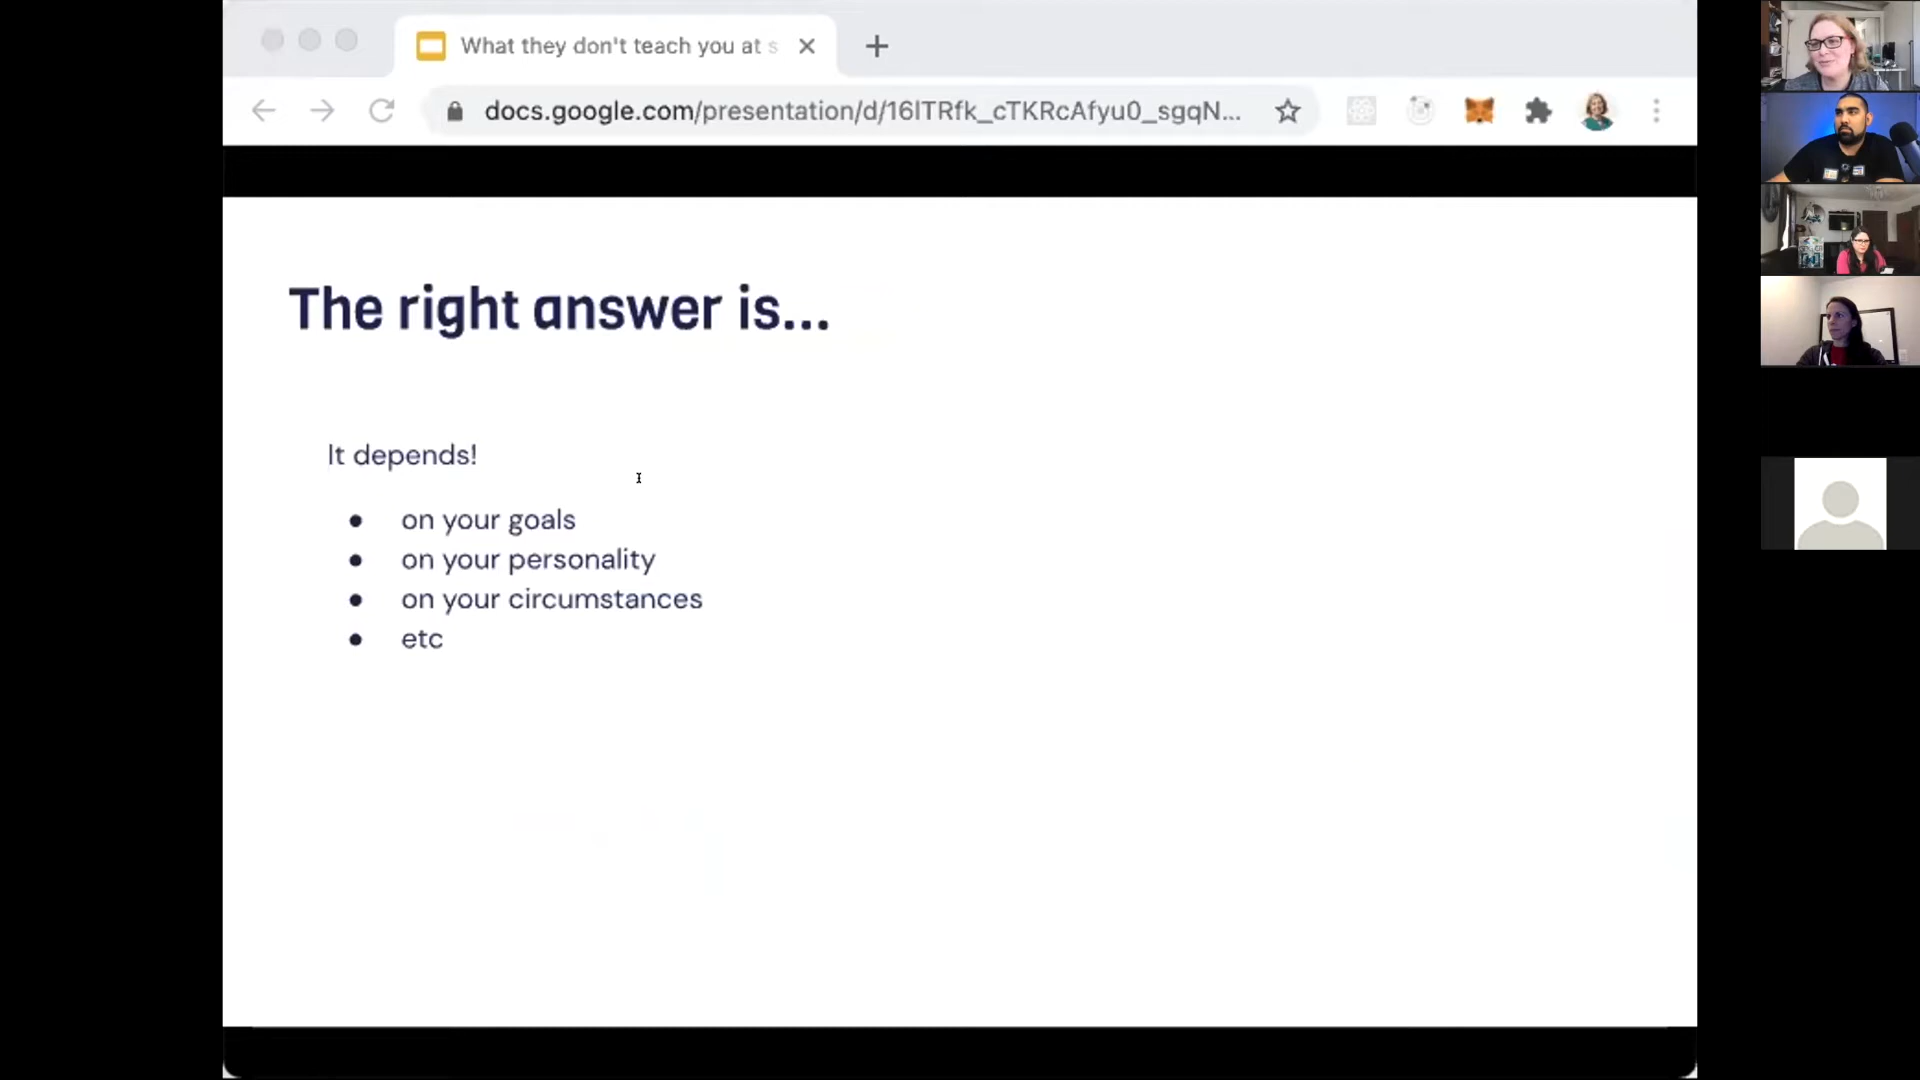 What they don't teach you at s
docs.google.com/presentation/d/16lTRfk_cTKRcAfyu0_sgqN...
The right answer is...
It depends!
● on your goals
● on your personality
● on your circumstances
● etc